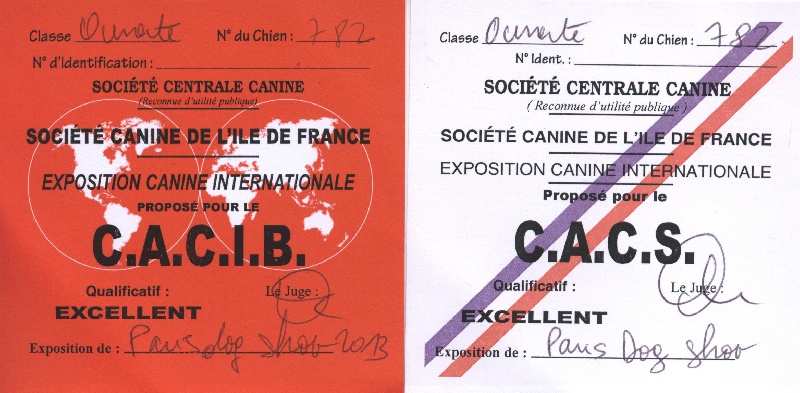 Classe Ouverte N° du Chien : 782
N° d'Identification :
SOCIÉTÉ CENTRALE CANINE
(Reconnue d'utilité publique)
SOCIÉTÉ CANINE DE L'ILE DE FRANCE
EXPOSITION CANINE INTERNATIONALE
PROPOSÉ POUR LE
C.A.C.I.B.
Qualificatif : Le Juge :
EXCELLENT
Exposition de : Paris dog show 2013
Classe Ouverte N° du Chien : 782
N° Ident. :
SOCIÉTÉ CENTRALE CANINE
( Reconnue d'utilité publique )
SOCIÉTÉ CANINE DE L'ILE DE FRANCE
EXPOSITION CANINE INTERNATIONALE
Proposé pour le
C.A.C.S.
Qualificatif : Le Juge :
EXCELLENT
Exposition de : Paris Dog show